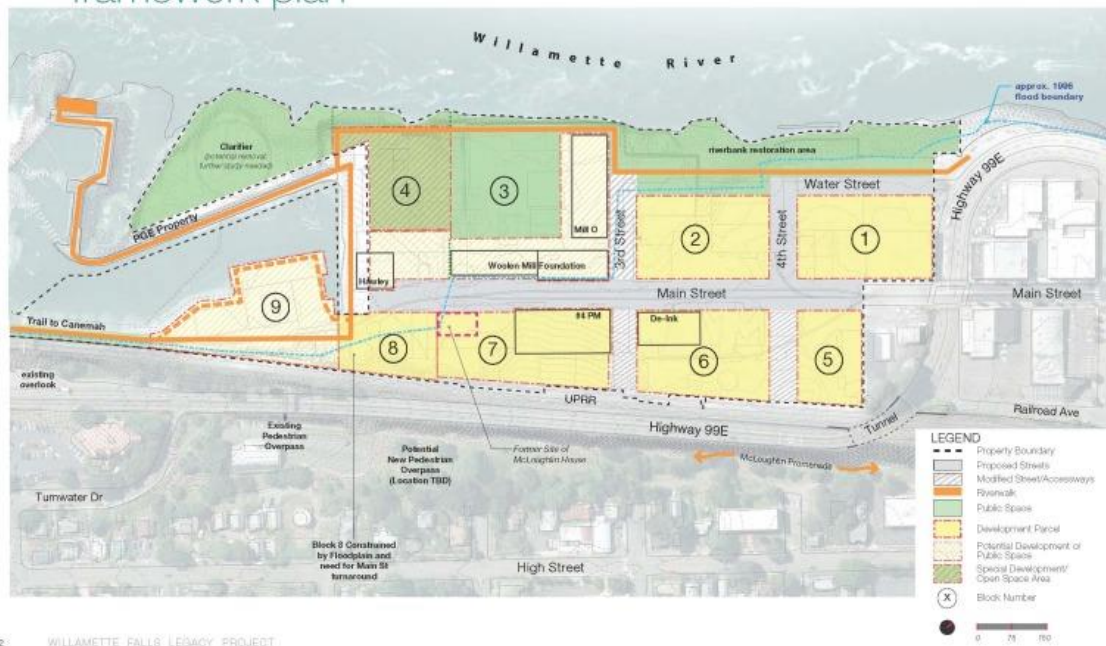 framework plan
Willamette River
approx. 1996
flood boundary
Clarifier
(potential removal,
further study needed)
riverbank restoration area
Water Street
Highway 99E
4
3
Mill O
3rd Street
2
4th Street
1
PGE Property
Woolen Mill Foundation
Hawley
Main Street
Main Street
9
Trail to Canemah
#4 PM
De-Ink
8
7
6
5
existing
overlook
UPRR
Highway 99E
Tunnel
Railroad Ave
Existing
Pedestrian
Overpass
Potential
New Pedestrian
Overpass
(Location TBD)
Former Site of
McLoughlin House
McLoughlin Promenade
Tumwater Dr
Block 8 Constrained
by Floodplain and
need for Main St
turnaround
High Street
LEGEND
Property Boundary
Proposed Streets
Modified Street/Accessways
Riverwalk
Public Space
Development Parcel
Potential Development or
Public Space
Special Development/
Open Space Area
X Block Number
0 75 150
2 WILLAMETTE FALLS LEGACY PROJECT